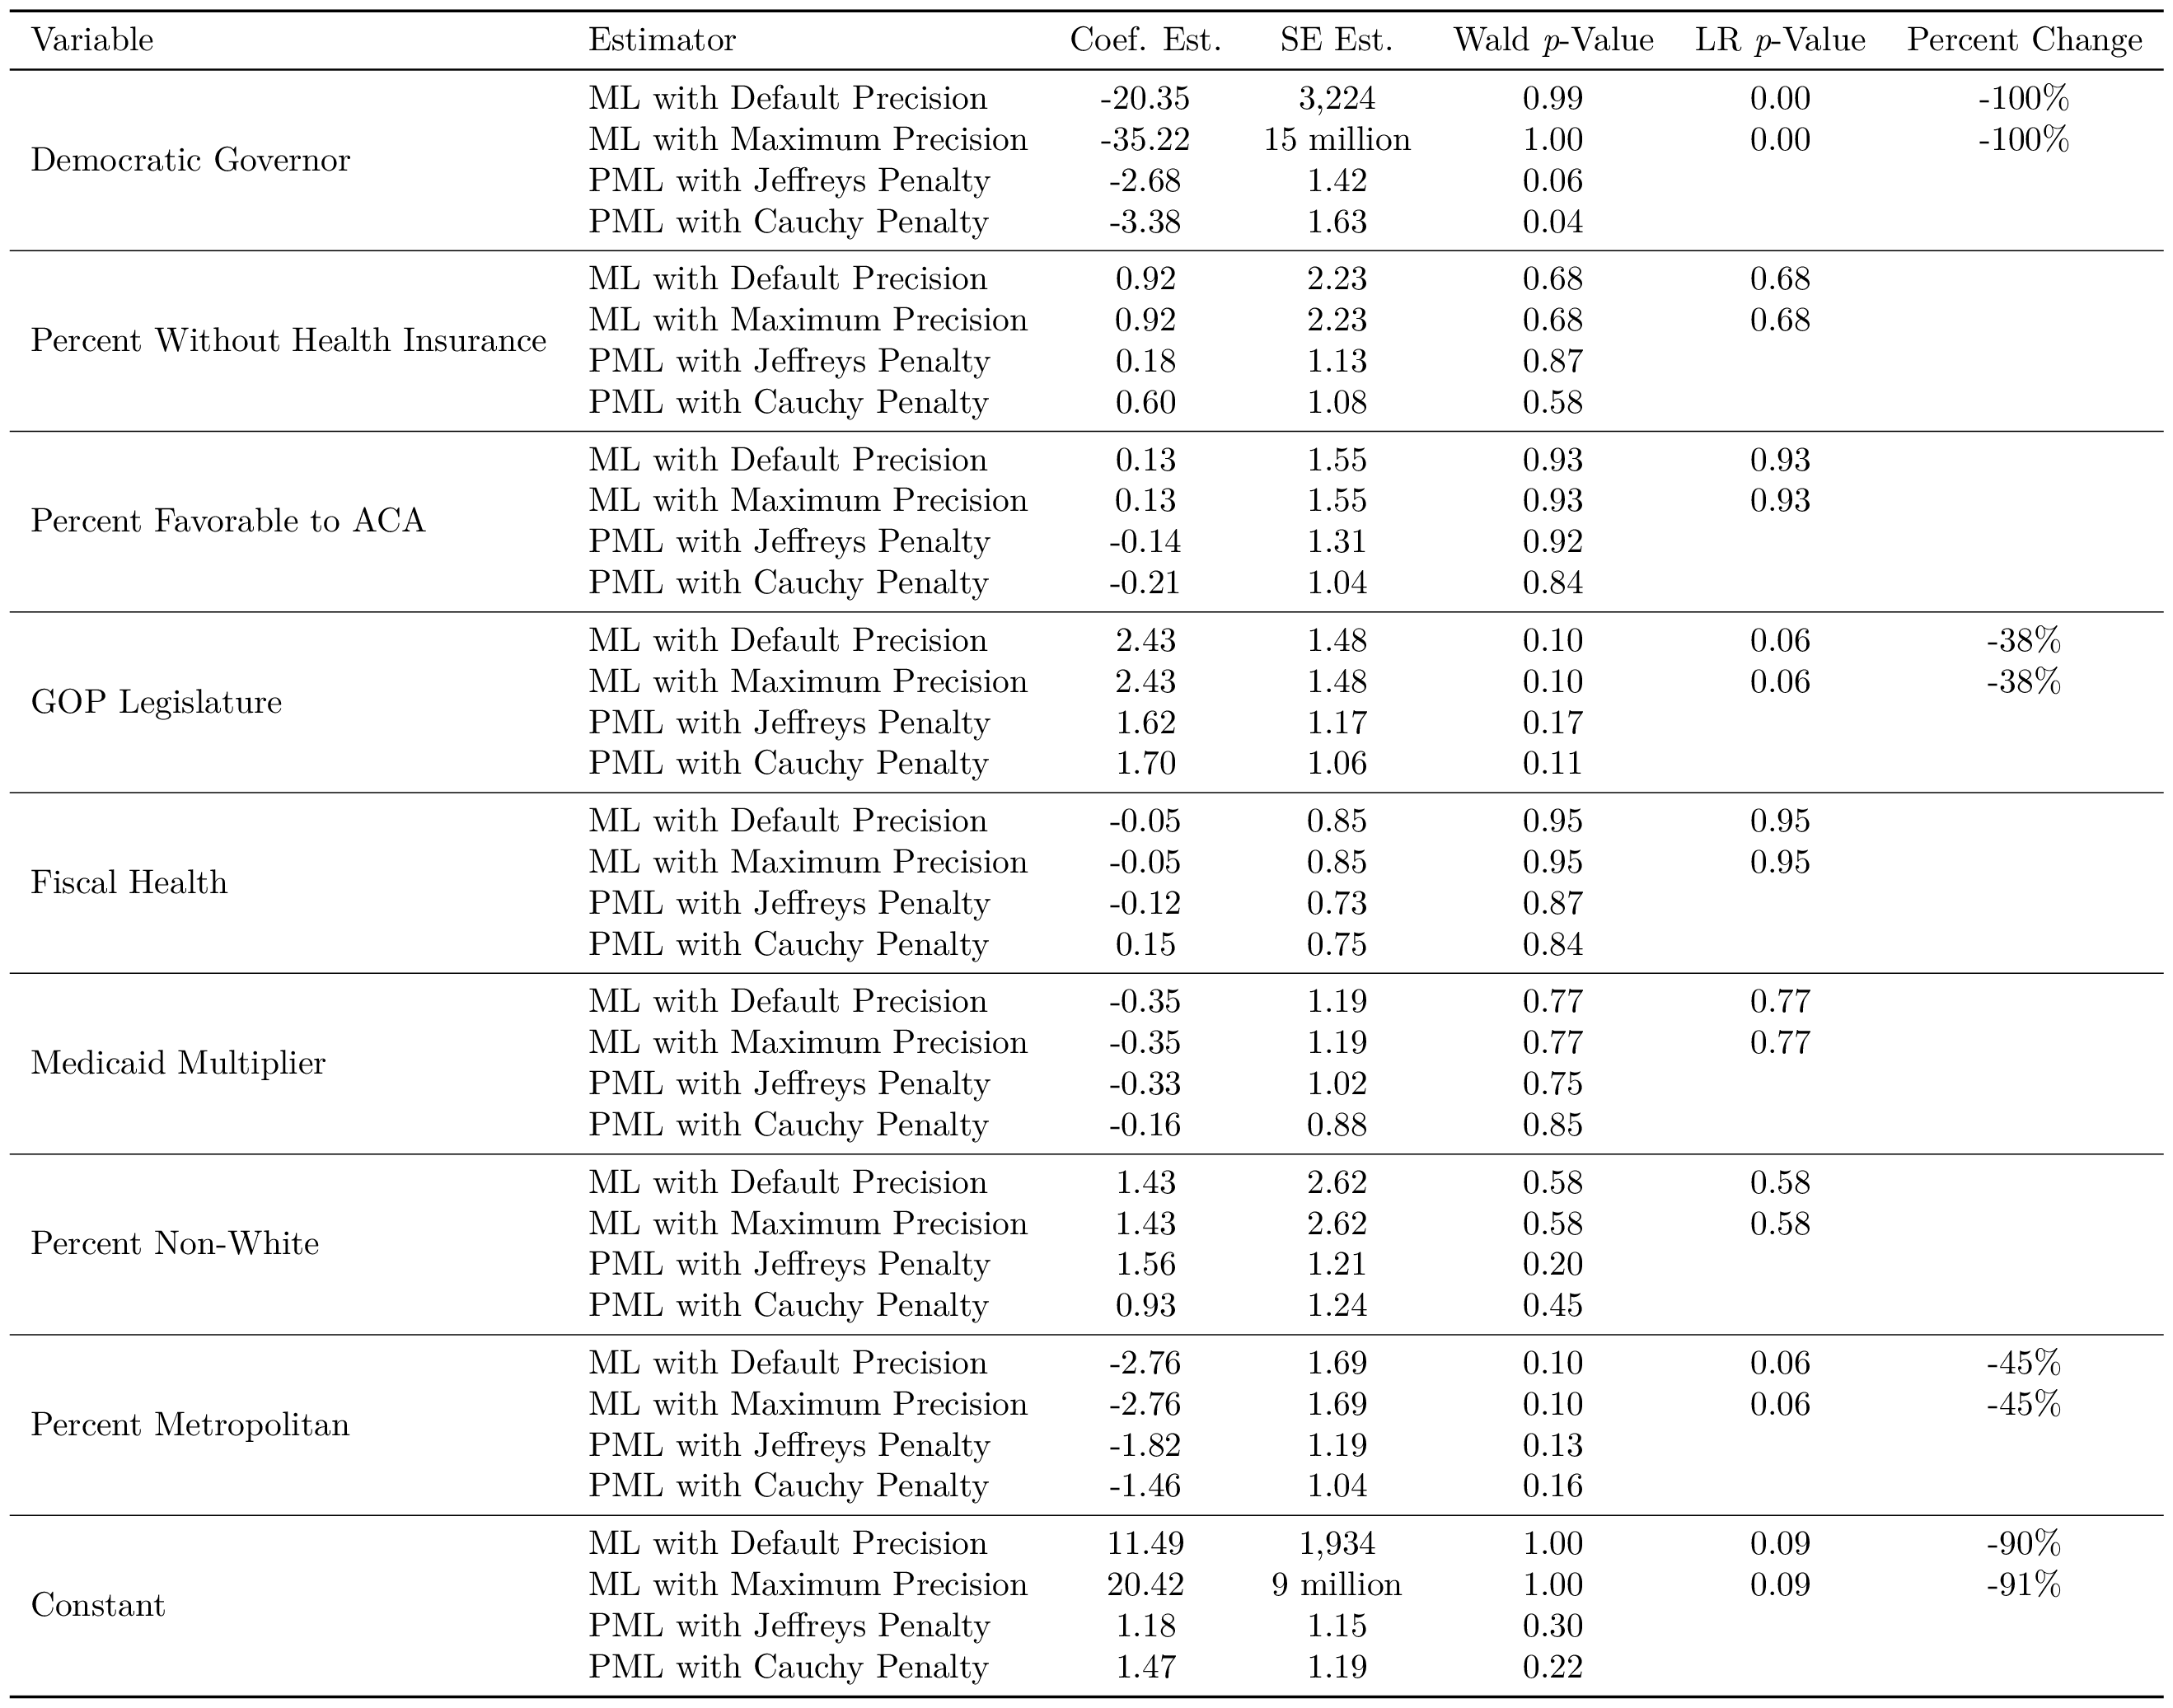 Variable Estimator Coef. Est. SE Est. Wald p-Value LR p-Value Percent Change
ML with Default Precision -20.35 3,224 0.99 0.00 -100%
ML with Maximum Precision -35.22 15 million 1.00 0.00 -100%
Democratic Governor
PML with Jeffreys Penalty -2.68 1.42 0.06
PML with Cauchy Penalty -3.38 1.63 0.04
ML with Default Precision 0.92 2.23 0.68 0.68
ML with Maximum Precision 0.92 2.23 0.68 0.68
Percent Without Health Insurance
PML with Jeffreys Penalty 0.18 1.13 0.87
PML with Cauchy Penalty 0.60 1.08 0.58
ML with Default Precision 0.13 1.55 0.93 0.93
ML with Maximum Precision 0.13 1.55 0.93 0.93
Percent Favorable to ACA
PML with Jeffreys Penalty -0.14 1.31 0.92
PML with Cauchy Penalty -0.21 1.04 0.84
ML with Default Precision 2.43 1.48 0.10 0.06 -38%
ML with Maximum Precision 2.43 1.48 0.10 0.06 -38%
GOP Legislature
PML with Jeffreys Penalty 1.62 1.17 0.17
PML with Cauchy Penalty 1.70 1.06 0.11
ML with Default Precision -0.05 0.85 0.95 0.95
ML with Maximum Precision -0.05 0.85 0.95 0.95
Fiscal Health
PML with Jeffreys Penalty -0.12 0.73 0.87
PML with Cauchy Penalty 0.15 0.75 0.84
ML with Default Precision -0.35 1.19 0.77 0.77
ML with Maximum Precision -0.35 1.19 0.77 0.77
Medicaid Multiplier
PML with Jeffreys Penalty -0.33 1.02 0.75
PML with Cauchy Penalty -0.16 0.88 0.85
ML with Default Precision 1.43 2.62 0.58 0.58
ML with Maximum Precision 1.43 2.62 0.58 0.58
Percent Non-White
PML with Jeffreys Penalty 1.56 1.21 0.20
PML with Cauchy Penalty 0.93 1.24 0.45
ML with Default Precision -2.76 1.69 0.10 0.06 -45%
ML with Maximum Precision -2.76 1.69 0.10 0.06 -45%
Percent Metropolitan
PML with Jeffreys Penalty -1.82 1.19 0.13
PML with Cauchy Penalty -1.46 1.04 0.16
ML with Default Precision 11.49 1,934 1.00 0.09 -90%
ML with Maximum Precision 20.42 9 million 1.00 0.09 -91%
Constant
PML with Jeffreys Penalty 1.18 1.15 0.30
PML with Cauchy Penalty 1.47 1.19 0.22